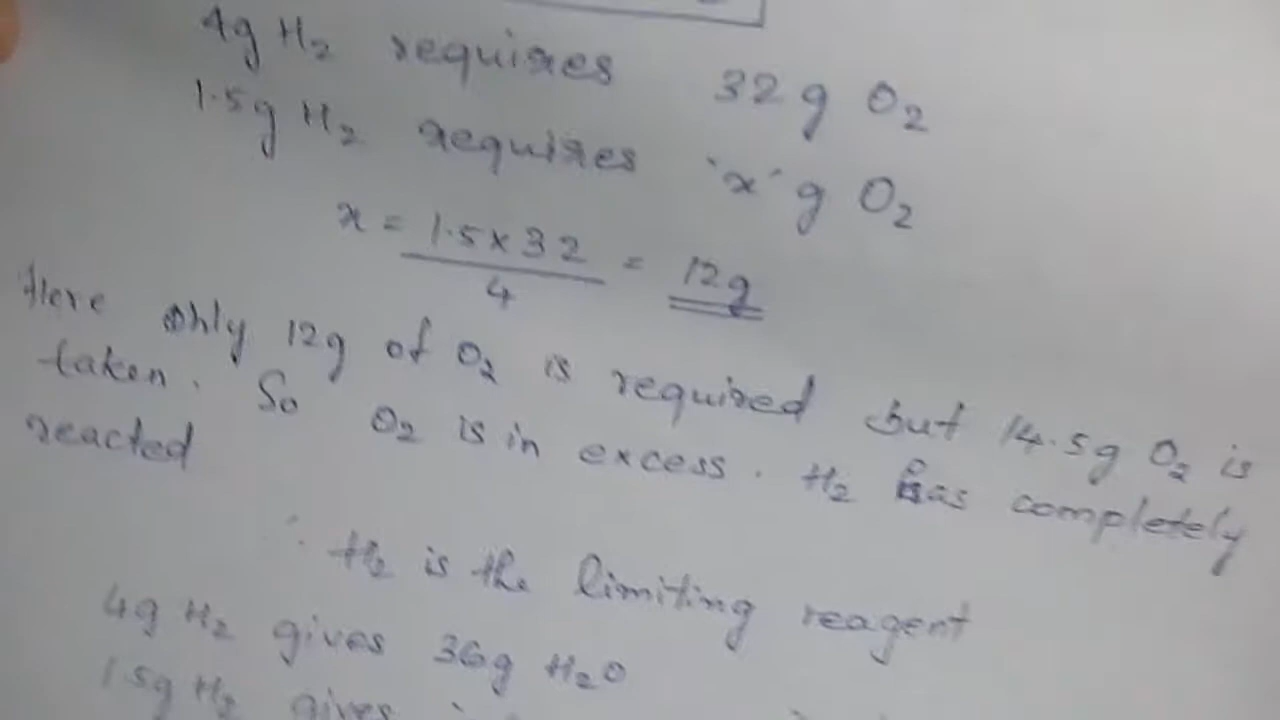 4g H₂ requires 32 g O₂
1.5g H₂ requires 'x' g O₂
x = 1.5 x 32 / 4 = 12g
Here only 12g of O₂ is required but 14.5g O₂ is
taken. So O₂ is in excess. H₂ has completely
reacted
∴ H₂ is the limiting reagent
4g H₂ gives 36g H₂O
1.5g H₂ gives